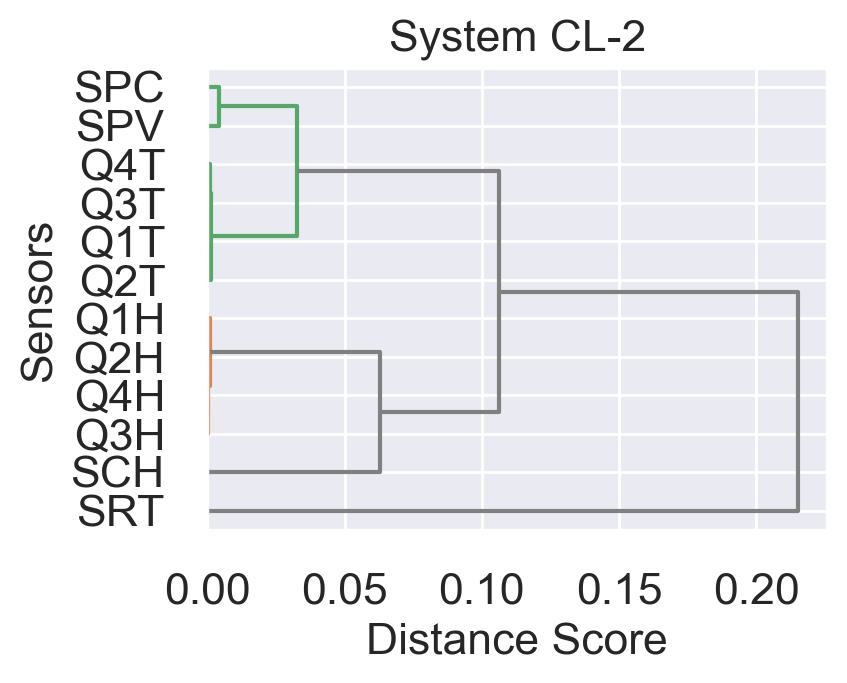 System CL-2
SPC
SPV
Q4T
Q3T
Q1T
Q2T
Q1H
Q2H
Q4H
Q3H
SCH
SRT
Sensors
0.00 0.05 0.10 0.15 0.20
Distance Score